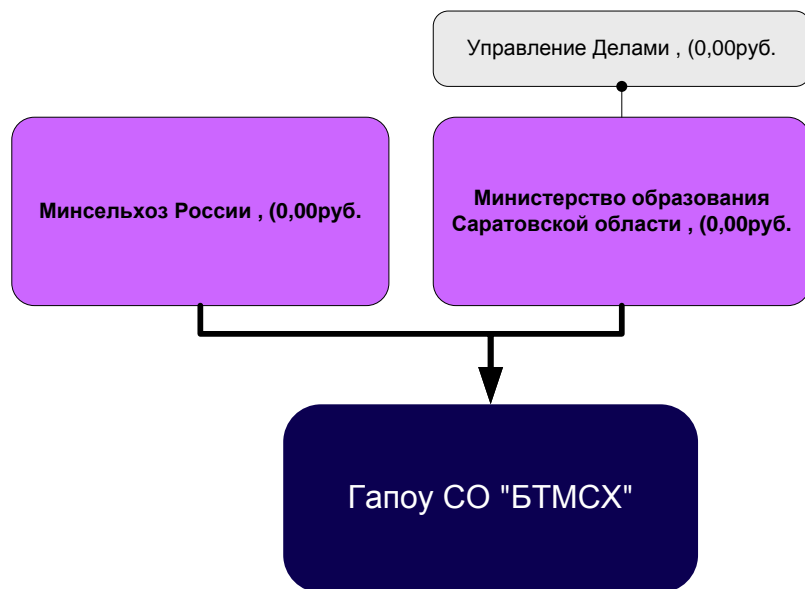 Управление Делами , (0,00руб.
Минсельхоз России , (0,00руб.
Министерство образования
Саратовской области , (0,00руб.
Гапоу СО "БТМСХ"